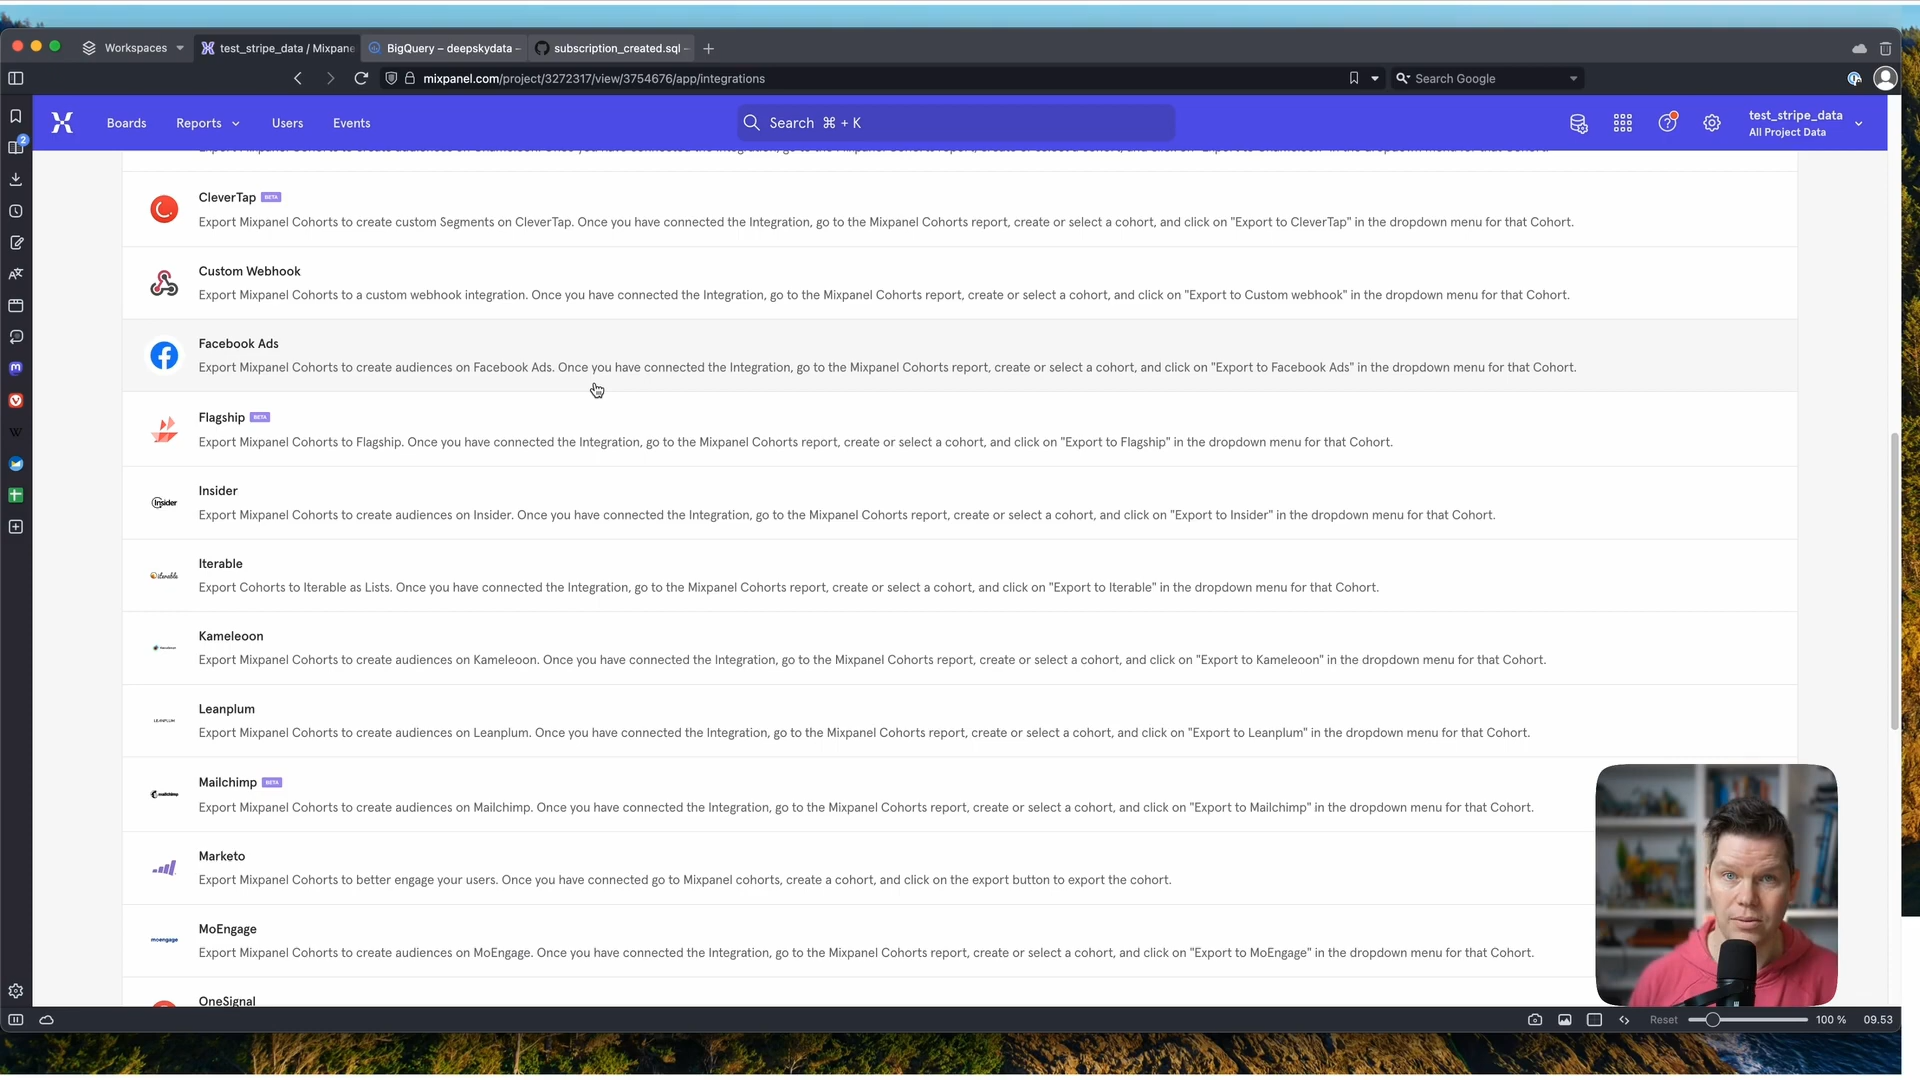 Workspaces
test_stripe_data / Mixpane
BigQuery – deepskydata -
subscription_created.sql -
mixpanel.com/project/3272317/view/3754676/app/integrations
Search Google
2
Boards
Reports
Users
Events
Search ⌘ + K
test_stripe_data
All Project Data
CleverTap BETA
Export Mixpanel Cohorts to create custom Segments on CleverTap. Once you have connected the Integration, go to the Mixpanel Cohorts report, create or select a cohort, and click on "Export to CleverTap" in the dropdown menu for that Cohort.
Custom Webhook
Export Mixpanel Cohorts to a custom webhook integration. Once you have connected the Integration, go to the Mixpanel Cohorts report, create or select a cohort, and click on "Export to Custom webhook" in the dropdown menu for that Cohort.
Facebook Ads
Export Mixpanel Cohorts to create audiences on Facebook Ads. Once you have connected the Integration, go to the Mixpanel Cohorts report, create or select a cohort, and click on "Export to Facebook Ads" in the dropdown menu for that Cohort.
Flagship BETA
Export Mixpanel Cohorts to Flagship. Once you have connected the Integration, go to the Mixpanel Cohorts report, create or select a cohort, and click on "Export to Flagship" in the dropdown menu for that Cohort.
Insider
Insider
Export Mixpanel Cohorts to create audiences on Insider. Once you have connected the Integration, go to the Mixpanel Cohorts report, create or select a cohort, and click on "Export to Insider" in the dropdown menu for that Cohort.
Iterable
iterable
Export Cohorts to Iterable as Lists. Once you have connected the Integration, go to the Mixpanel Cohorts report, create or select a cohort, and click on "Export to Iterable" in the dropdown menu for that Cohort.
Kameleoon
Export Mixpanel Cohorts to create audiences on Kameleoon. Once you have connected the Integration, go to the Mixpanel Cohorts report, create or select a cohort, and click on "Export to Kameleoon" in the dropdown menu for that Cohort.
Leanplum
LEANPLUM
Export Mixpanel Cohorts to create audiences on Leanplum. Once you have connected the Integration, go to the Mixpanel Cohorts report, create or select a cohort, and click on "Export to Leanplum" in the dropdown menu for that Cohort.
Mailchimp BETA
mailchimp
Export Mixpanel Cohorts to create audiences on Mailchimp. Once you have connected the Integration, go to the Mixpanel Cohorts report, create or select a cohort, and click on "Export to Mailchimp" in the dropdown menu for that Cohort.
Marketo
Export Mixpanel Cohorts to better engage your users. Once you have connected go to Mixpanel cohorts, create a cohort, and click on the export button to export the cohort.
MoEngage
moengage
Export Mixpanel Cohorts to create audiences on MoEngage. Once you have connected the Integration, go to the Mixpanel Cohorts report, create or select a cohort, and click on "Export to MoEngage" in the dropdown menu for that Cohort.
OneSignal
Reset
100 %
09.53